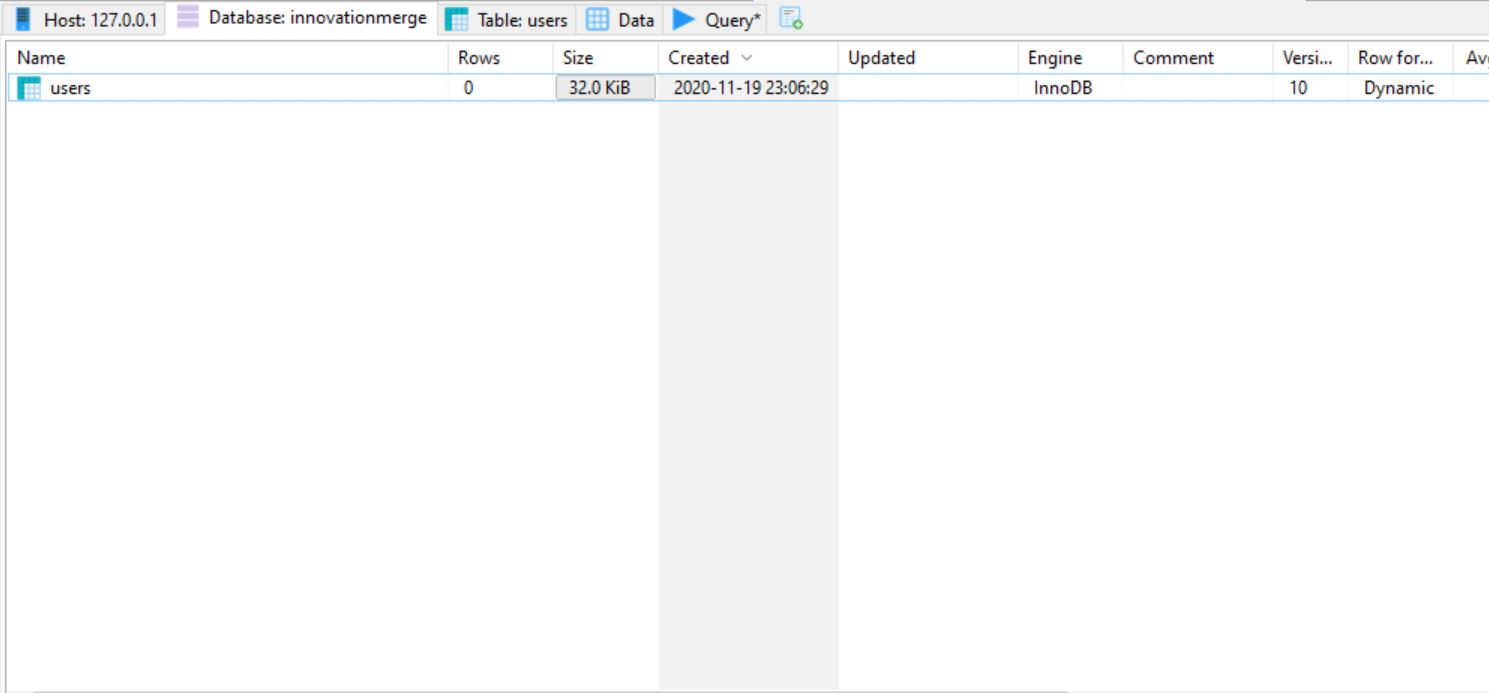 Host: 127.0.0.1 Database: innovationmerge Table: users Data Query*
Name Rows Size Created Updated Engine Comment Versi... Row for... Av
users 0 32.0 KiB 2020-11-19 23:06:29 InnoDB 10 Dynamic